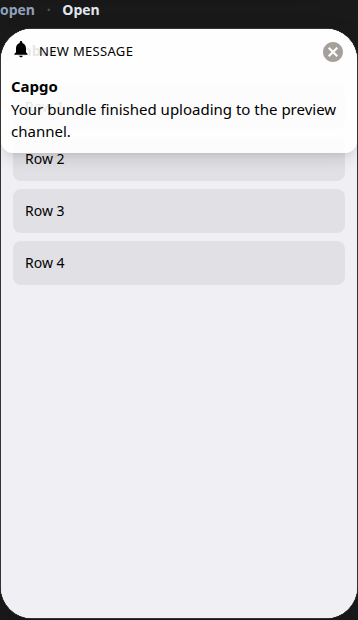 open · Open
NEW MESSAGE
Capgo
Your bundle finished uploading to the preview
channel.
Row 2
Row 3
Row 4